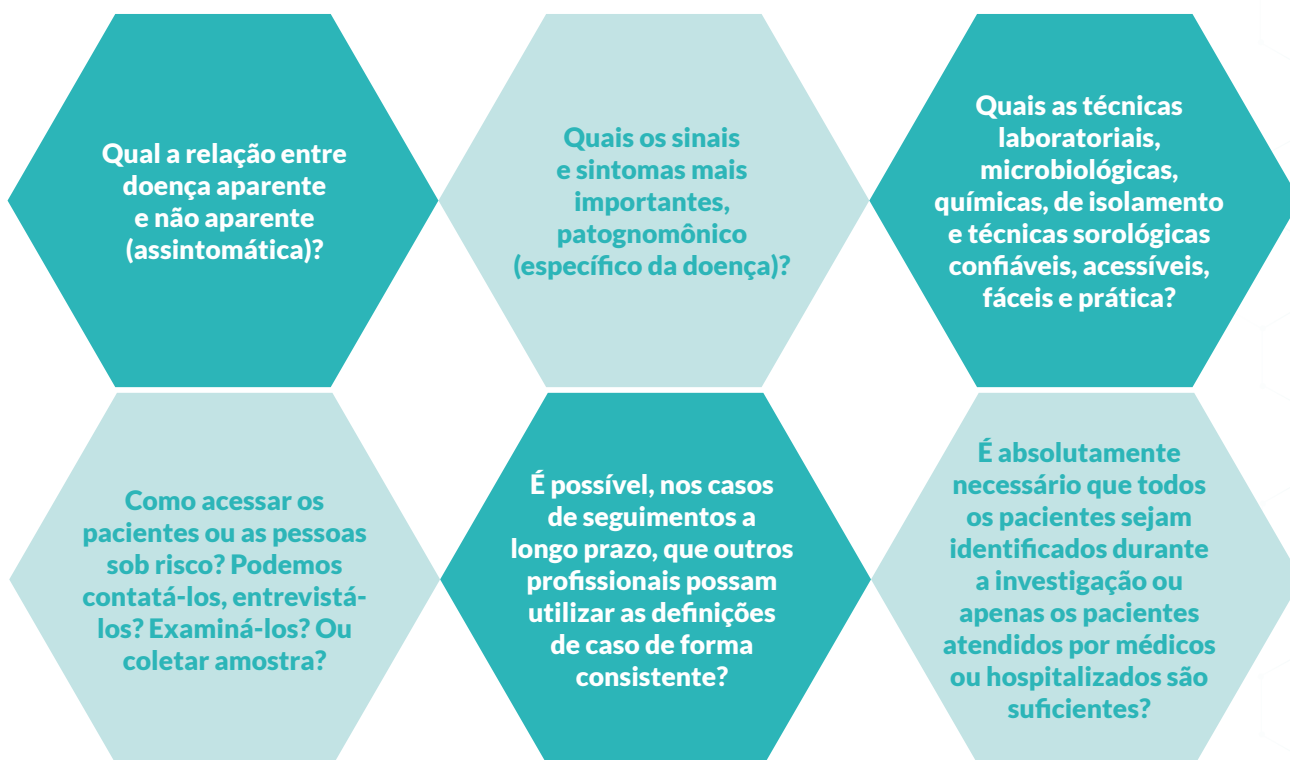 Qual a relação entre
doença aparente
e não aparente
(assintomática)?
Quais os sinais
e sintomas mais
importantes,
patognomônico
(específico da doença)?
Quais as técnicas
laboratoriais,
microbiológicas,
químicas, de isolamento
e técnicas sorológicas
confiáveis, acessíveis,
fáceis e prática?
Como acessar os
pacientes ou as pessoas
sob risco? Podemos
contatá-los, entrevistá-
los? Examiná-los? Ou
coletar amostra?
É possível, nos casos
de seguimentos a
longo prazo, que outros
profissionais possam
utilizar as definições
de caso de forma
consistente?
É absolutamente
necessário que todos
os pacientes sejam
identificados durante
a investigação ou
apenas os pacientes
atendidos por médicos
ou hospitalizados são
suficientes?